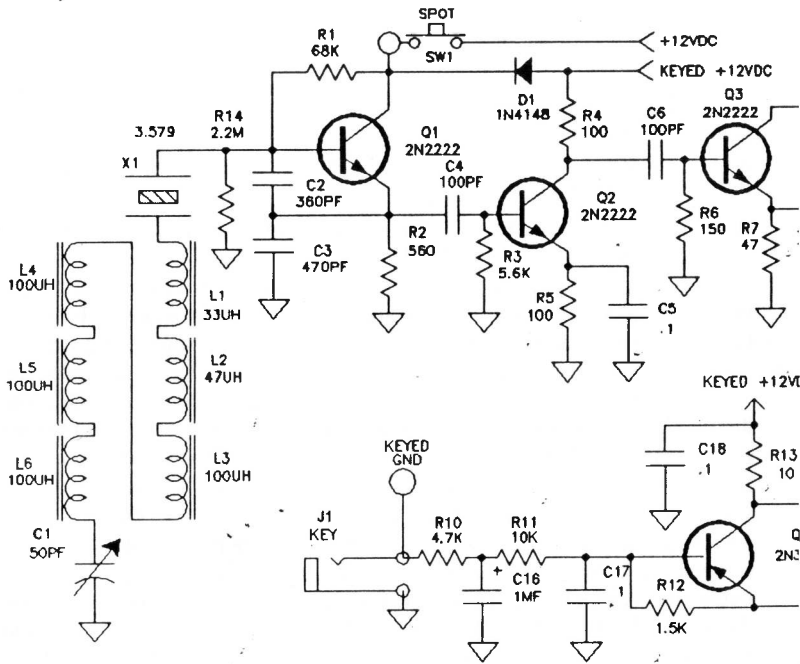 SPOT
SW1
+12VDC
R1
68K
KEYED +12VDC
D1
1N4148
R14
2.2M
3.579
X1
Q1
2N2222
R4
100
C6
100PF
Q3
2N2222
C4
100PF
C2
360PF
Q2
2N2222
R2
560
R3
5.6K
R6
150
R7
47
C3
470PF
L4
100UH
L1
33UH
R5
100
C5
.1
L5
100UH
L2
47UH
KEYED +12V
L6
100UH
L3
100UH
KEYED
GND
C18
.1
R13
10
C1
50PF
J1
KEY
R10
4.7K
R11
10K
+
C16
1MF
C17
.1
R12
1.5K
2N3